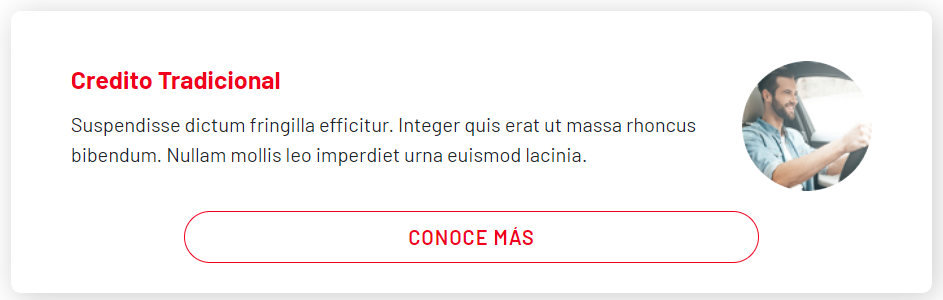 Credito Tradicional
Suspendisse dictum fringilla efficitur. Integer quis erat ut massa rhoncus
bibendum. Nullam mollis leo imperdiet urna euismod lacinia.
CONOCE MÁS